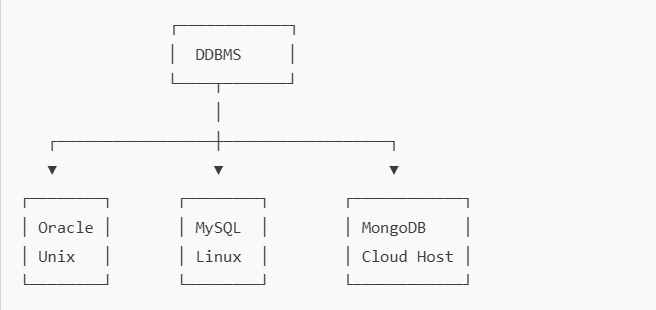 DDBMS
Oracle MySQL MongoDB
Unix Linux Cloud Host